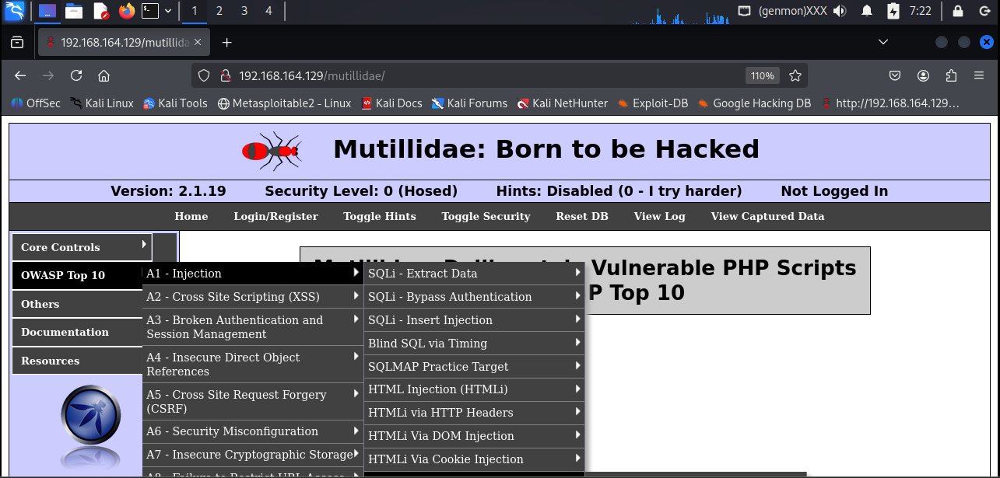 1 2 3 4 (genmon)XXX 7:22
192.168.164.129/mutillida
192.168.164.129/mutillidae/ 110%
OffSec Kali Linux Kali Tools Metasploitable2 - Linux Kali Docs Kali Forums Kali NetHunter Exploit-DB Google Hacking DB http://192.168.164.129…
Mutillidae: Born to be Hacked
Version: 2.1.19 Security Level: 0 (Hosed) Hints: Disabled (0 - I try harder) Not Logged In
Home Login/Register Toggle Hints Toggle Security Reset DB View Log View Captured Data
Core Controls
OWASP Top 10
Others
Documentation
Resources
A1 - Injection
A2 - Cross Site Scripting (XSS)
A3 - Broken Authentication and
Session Management
A4 - Insecure Direct Object
References
A5 - Cross Site Request Forgery
(CSRF)
A6 - Security Misconfiguration
A7 - Insecure Cryptographic Storage
A8 - Failure to Restrict URL Access
SQLi - Extract Data
SQLi - Bypass Authentication
SQLi - Insert Injection
Blind SQL via Timing
SQLMAP Practice Target
HTML Injection (HTMLi)
HTMLi via HTTP Headers
HTMLi Via DOM Injection
HTMLi Via Cookie Injection
Vulnerable PHP Scripts
Top 10